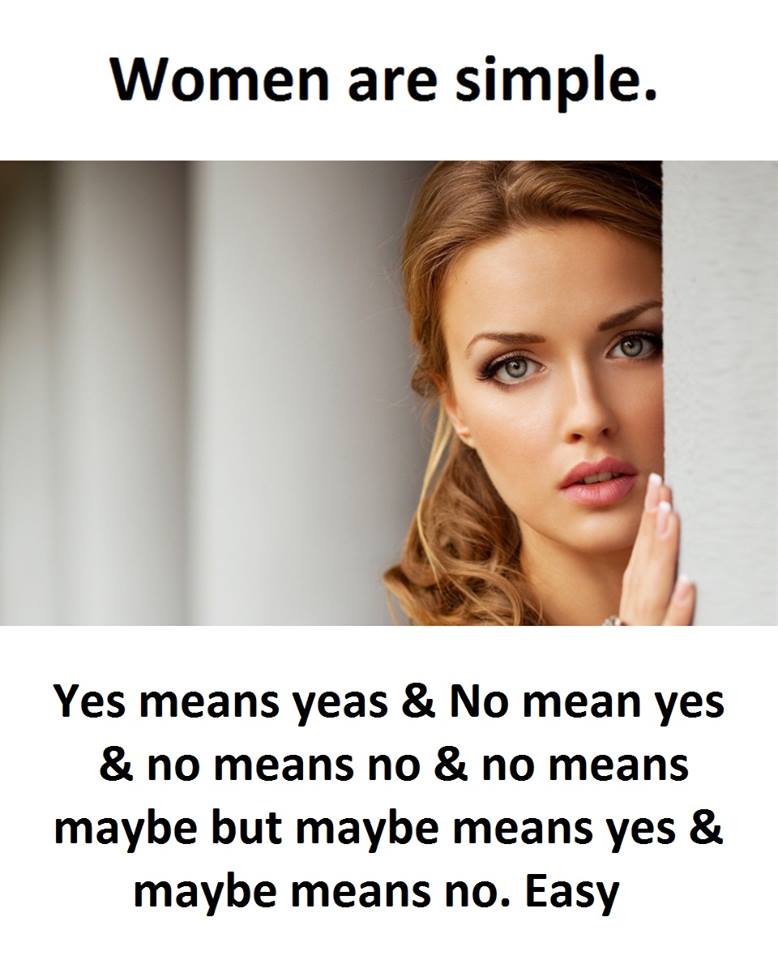 Women are simple.
Yes means yeas & No mean yes
& no means no & no means
maybe but maybe means yes &
maybe means no. Easy